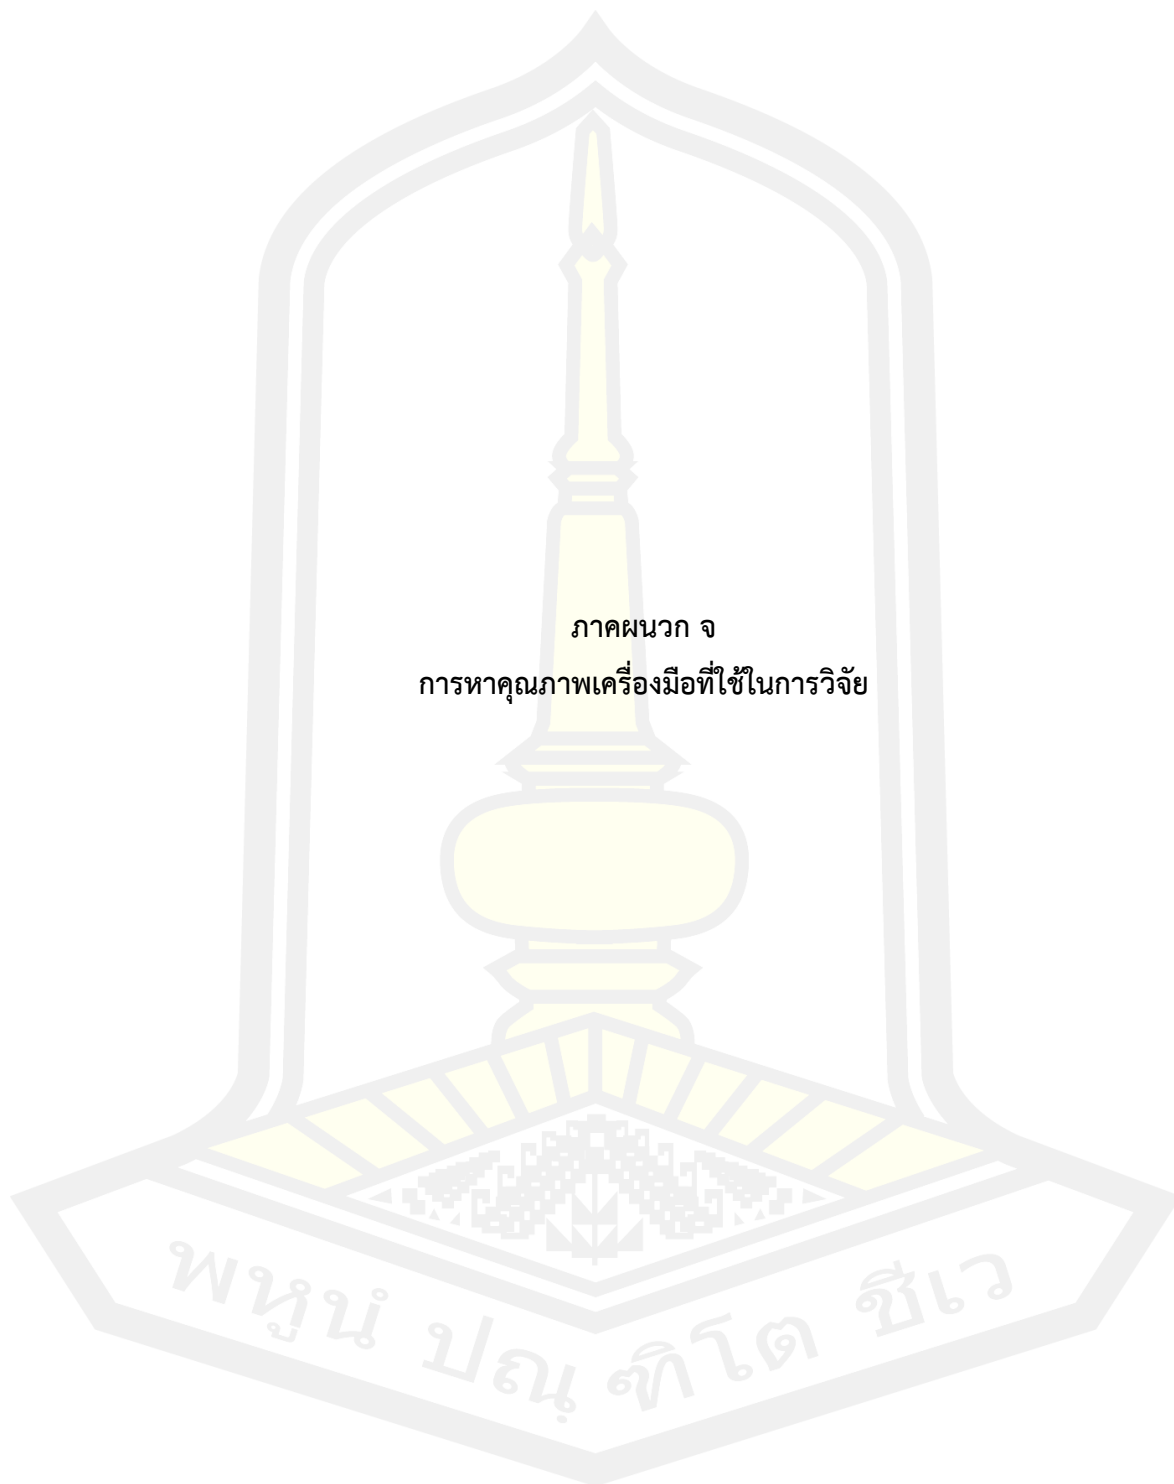 ภาคผนวก จ
การหาคุณภาพเครื่องมือที่ใช้ในการวิจัย
พหูนํ ปณฺฑิโต ชีเว